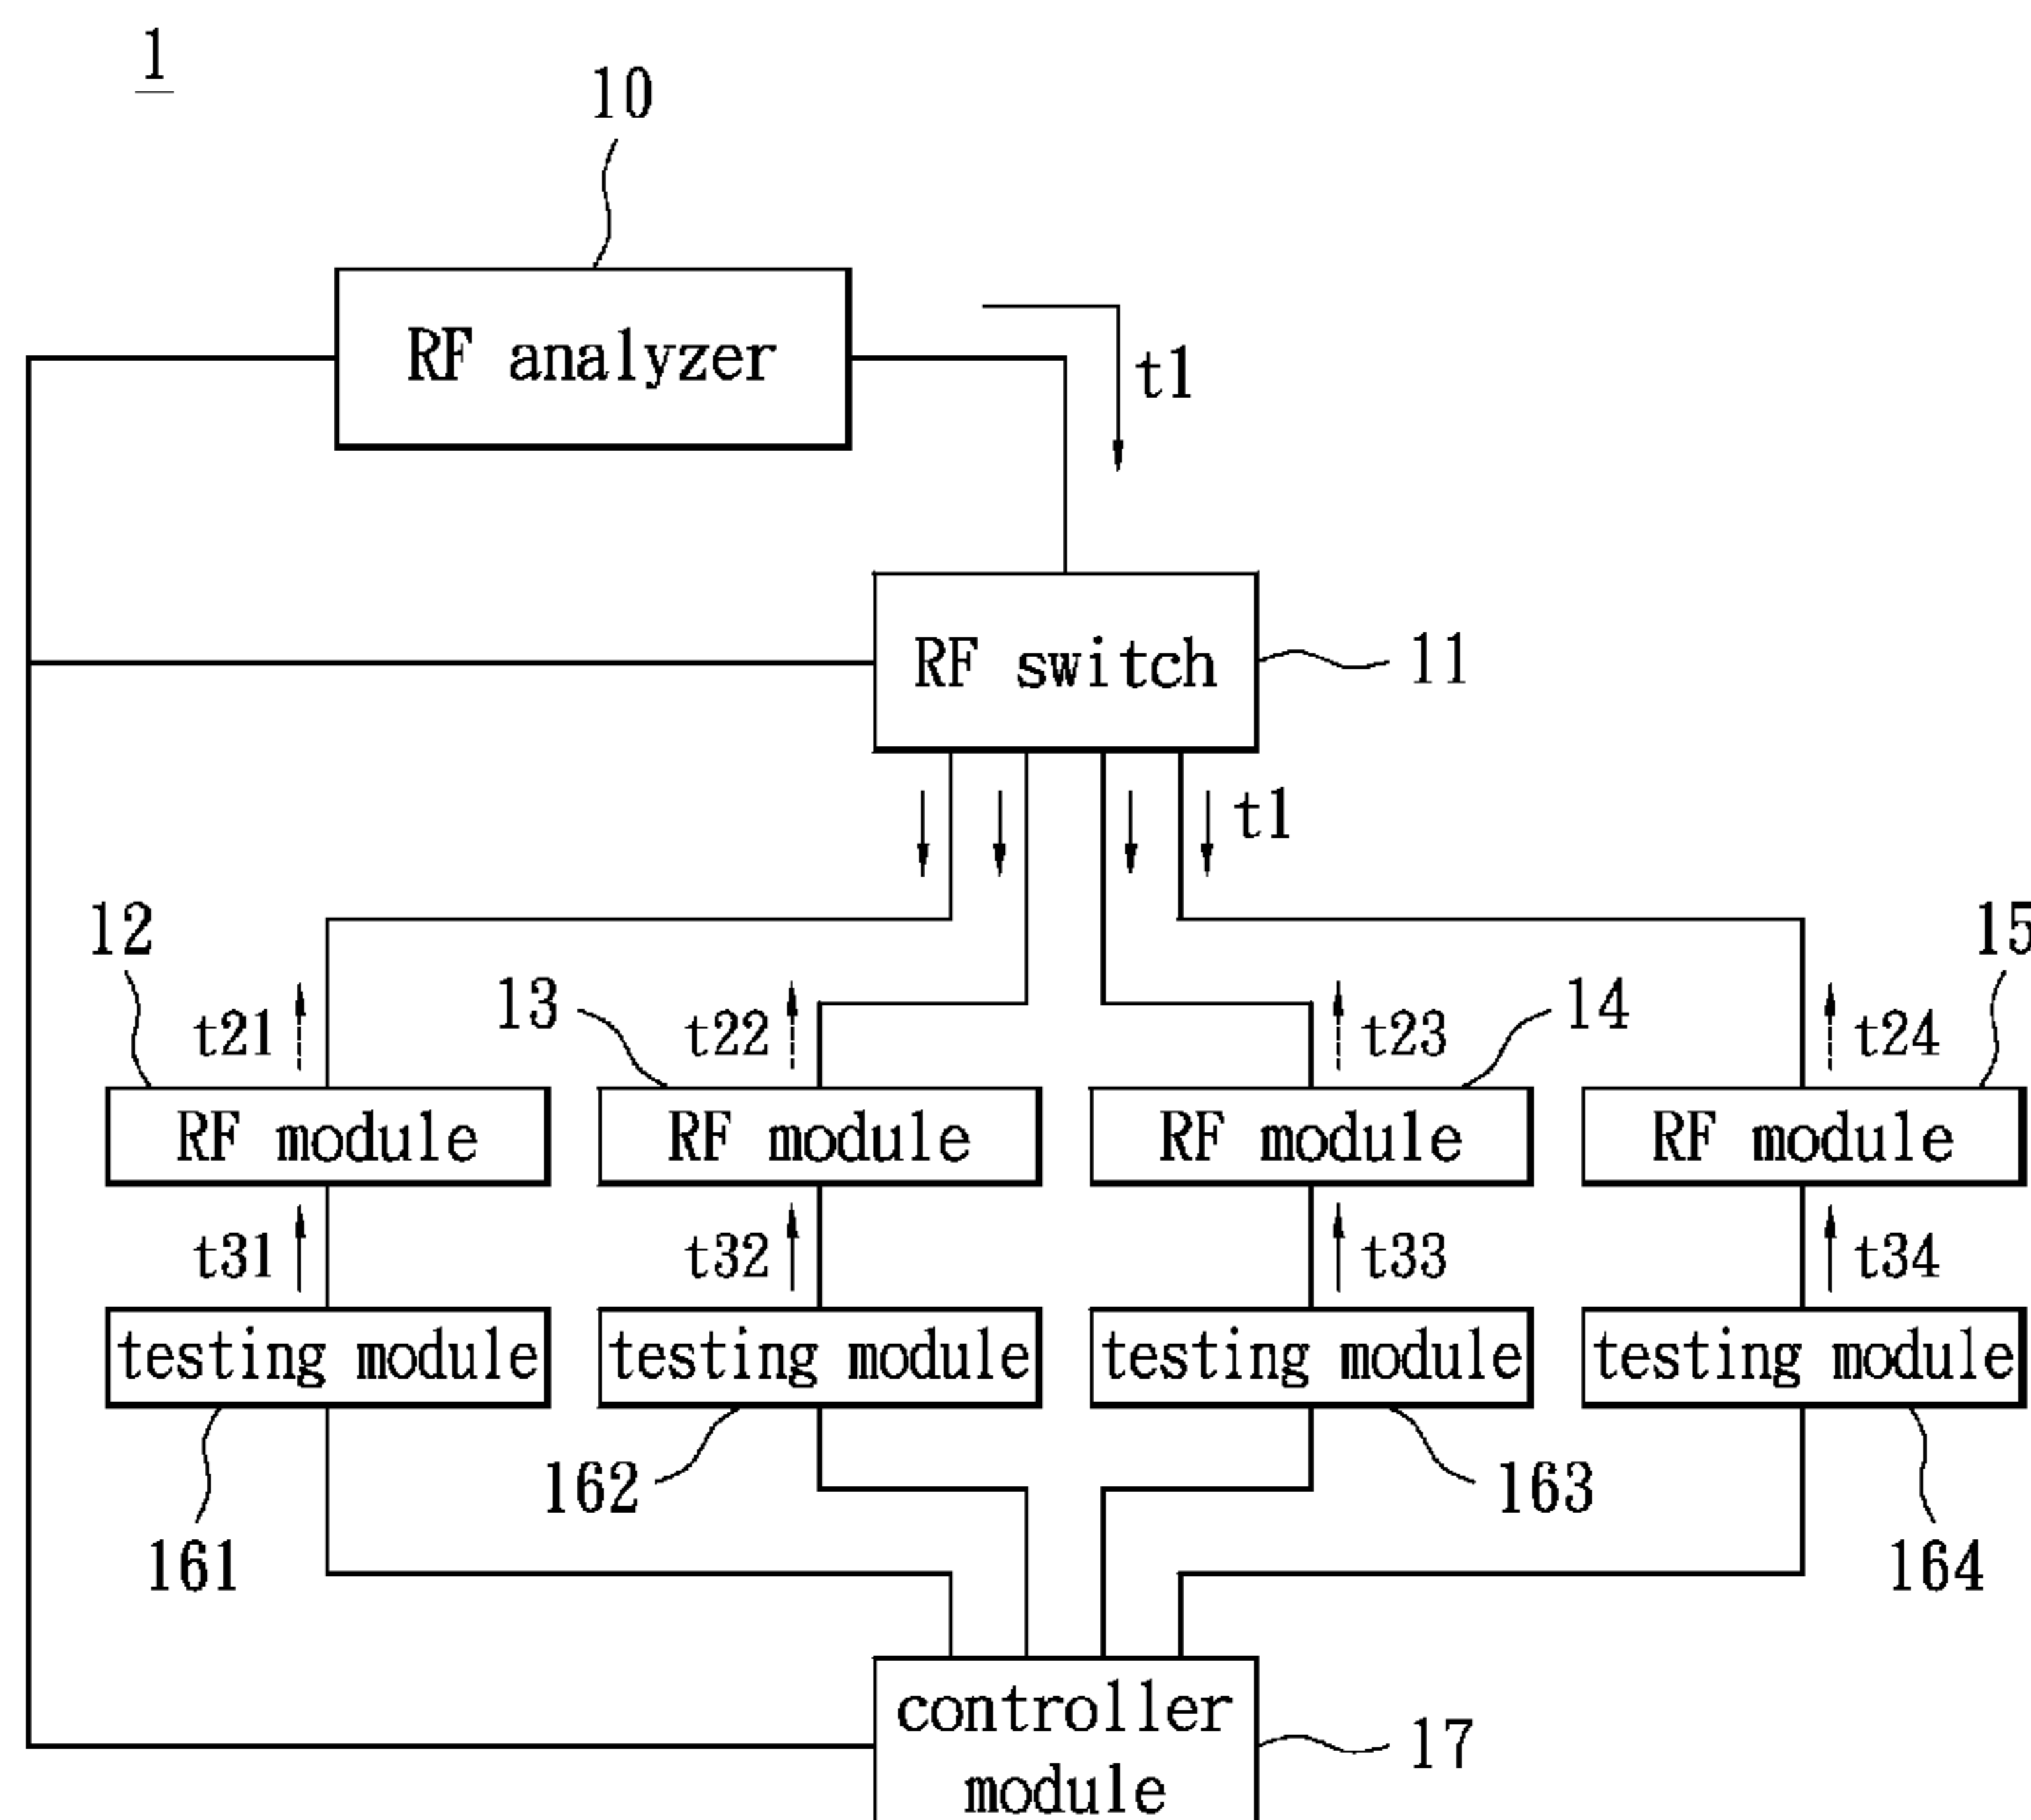 1
10
RF analyzer
t1
RF switch
11
t1
12
13
14
15
t21
t22
t23
t24
RF module
RF module
RF module
RF module
t31
t32
t33
t34
testing module
testing module
testing module
testing module
161
162
163
164
controller
module
17